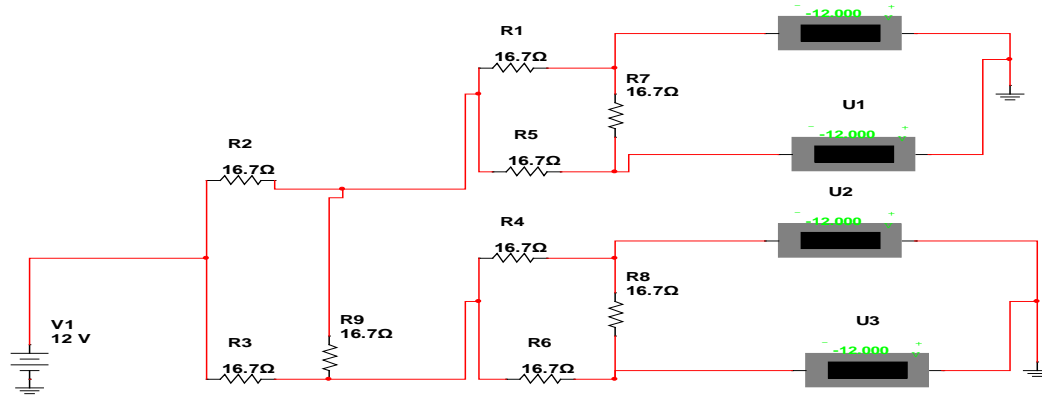 - -12.000 + V
R1
16.7Ω
R7
16.7Ω
U1
- -12.000 + V
R5
16.7Ω
R2
16.7Ω
U2
- -12.000 + V
R4
16.7Ω
R8
16.7Ω
V1
12 V
R9
16.7Ω
R3
16.7Ω
R6
16.7Ω
U3
- -12.000 + V